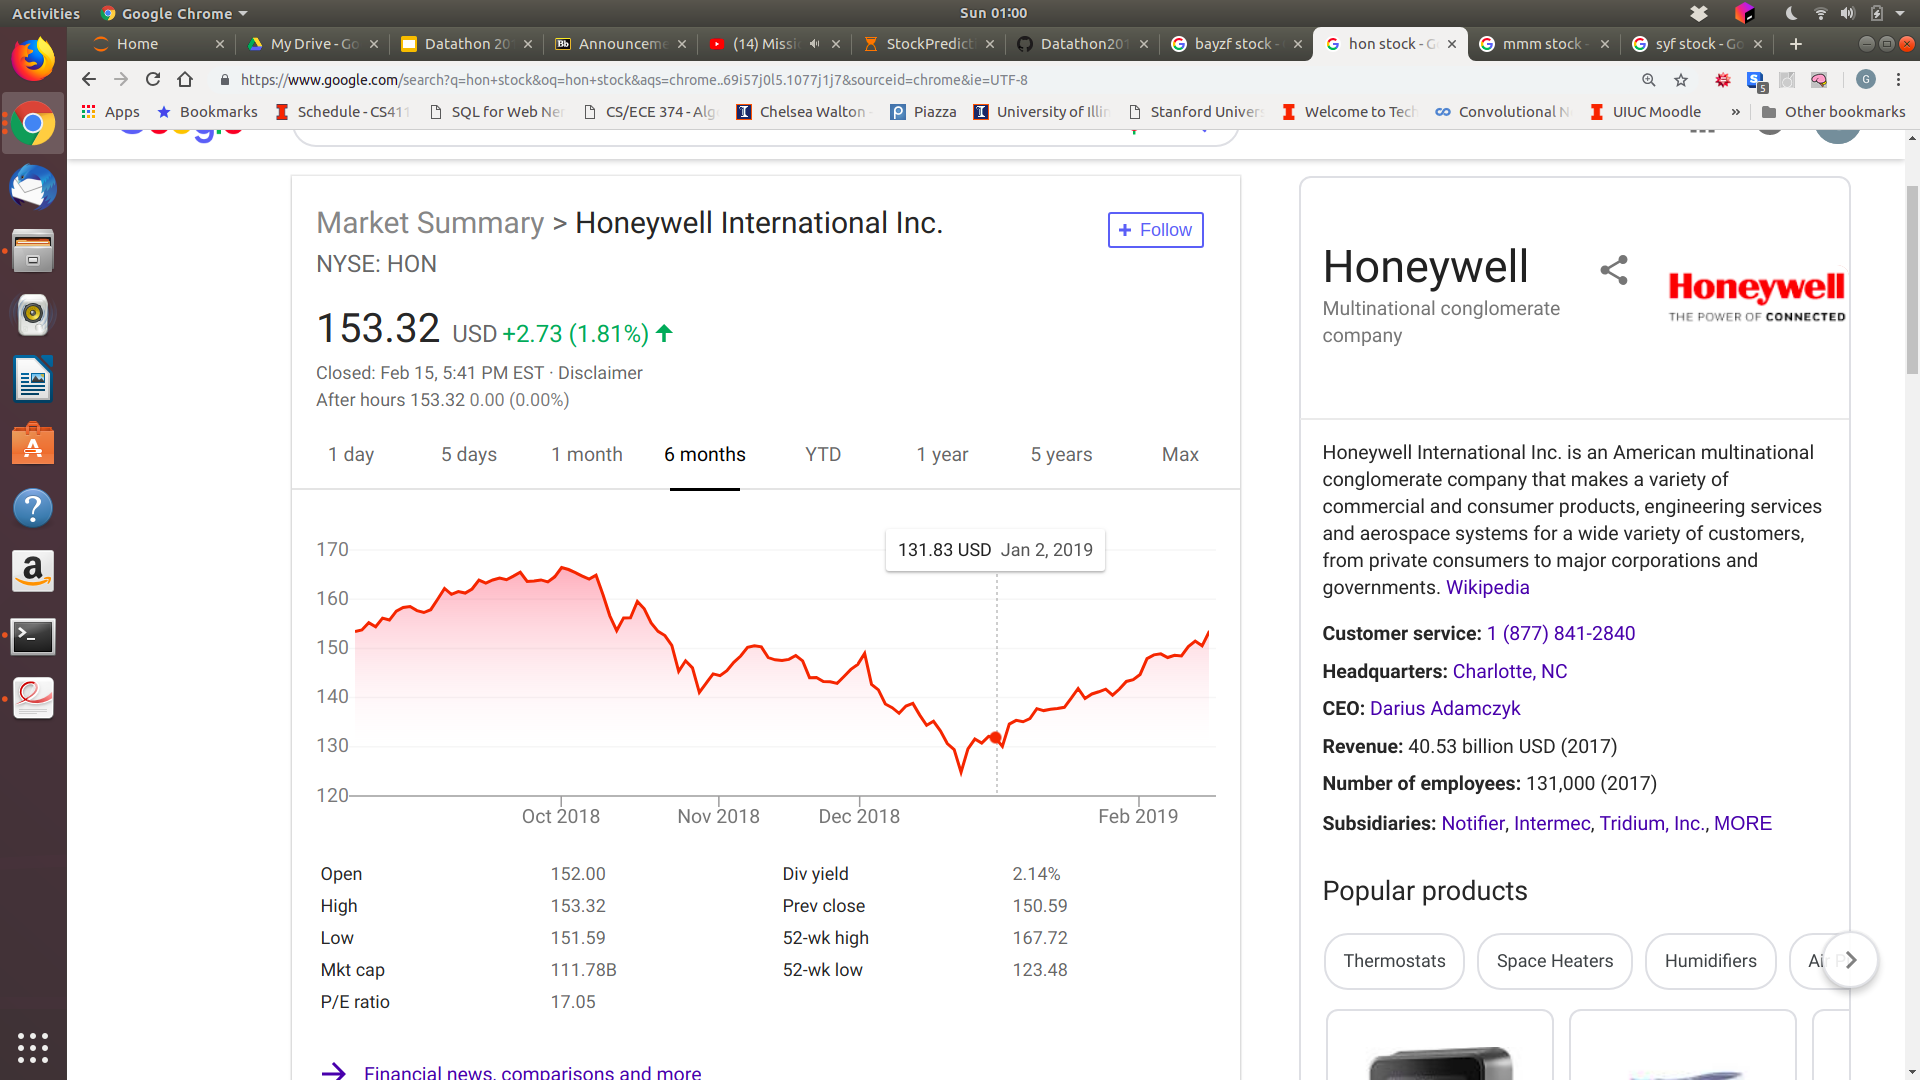 Activities Google Chrome Sun 01:00
Home My Drive - Go Datathon 20 Announceme (14) Missi StockPredict Datathon201 bayzf stock - hon stock - G mmm stock - syf stock - Go
https://www.google.com/search?q=hon+stock&oq=hon+stock&aqs=chrome..69i57j0l5.1077j1j7&sourceid=chrome&ie=UTF-8
Apps Bookmarks Schedule - CS411 SQL for Web Ner CS/ECE 374 - Alg Chelsea Walton Piazza University of Illin Stanford Univer Welcome to Tech Convolutional N UIUC Moodle » Other bookmarks
Market Summary > Honeywell International Inc.
+ Follow
NYSE: HON
153.32 USD +2.73 (1.81%)
Closed: Feb 15, 5:41 PM EST · Disclaimer
After hours 153.32 0.00 (0.00%)
1 day 5 days 1 month 6 months YTD 1 year 5 years Max
131.83 USD Jan 2, 2019
170
160
150
140
130
120
Oct 2018 Nov 2018 Dec 2018 Feb 2019
Open 152.00 Div yield 2.14%
High 153.32 Prev close 150.59
Low 151.59 52-wk high 167.72
Mkt cap 111.78B 52-wk low 123.48
P/E ratio 17.05
Financial news, comparisons and more
Honeywell
Multinational conglomerate
company
Honeywell
THE POWER OF CONNECTED
Honeywell International Inc. is an American multinational
conglomerate company that makes a variety of
commercial and consumer products, engineering services
and aerospace systems for a wide variety of customers,
from private consumers to major corporations and
governments. Wikipedia
Customer service: 1 (877) 841-2840
Headquarters: Charlotte, NC
CEO: Darius Adamczyk
Revenue: 40.53 billion USD (2017)
Number of employees: 131,000 (2017)
Subsidiaries: Notifier, Intermec, Tridium, Inc., MORE
Popular products
Thermostats Space Heaters Humidifiers